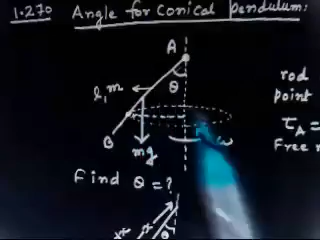 1.270 Angle for Conical pendulum:
A
θ
rod
l, m
point
τA =
ω
B
mg
Free
Find θ = ?
θ